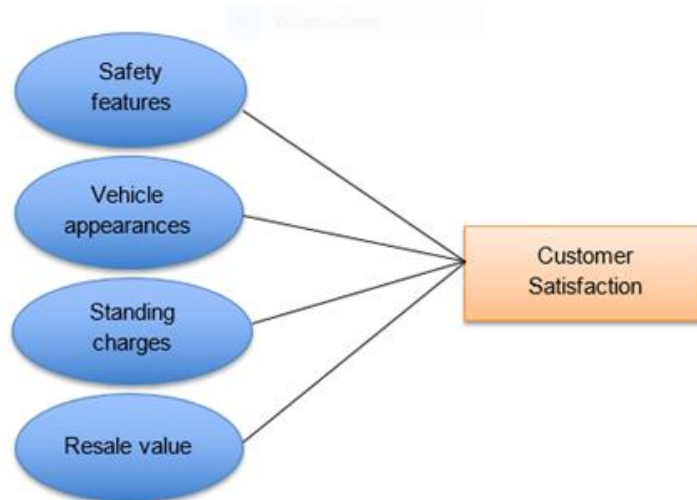 Safety
features
Vehicle
appearances
Standing
charges
Resale value
Customer
Satisfaction